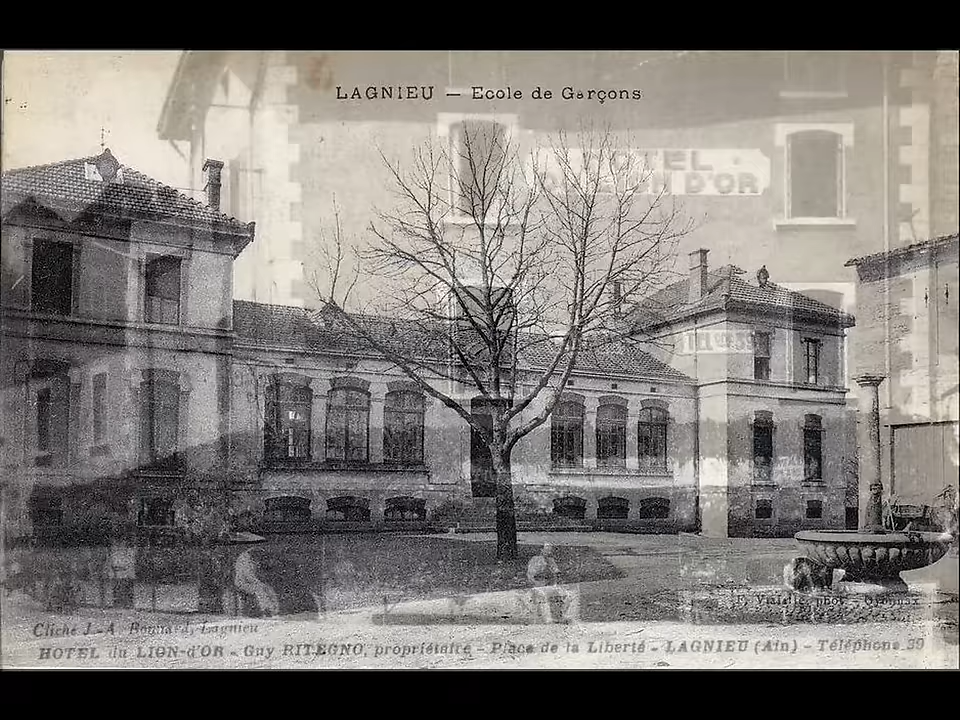 LAGNIEU — Ecole de Garçons
HOTEL
D'OR
Cliché J. A. Bonnard, Lagnieu
HOTEL du LION-d'OR - Guy RITEGNO, propriétaire - Place de la Liberté - LAGNIEU (Ain) - Téléphone 39